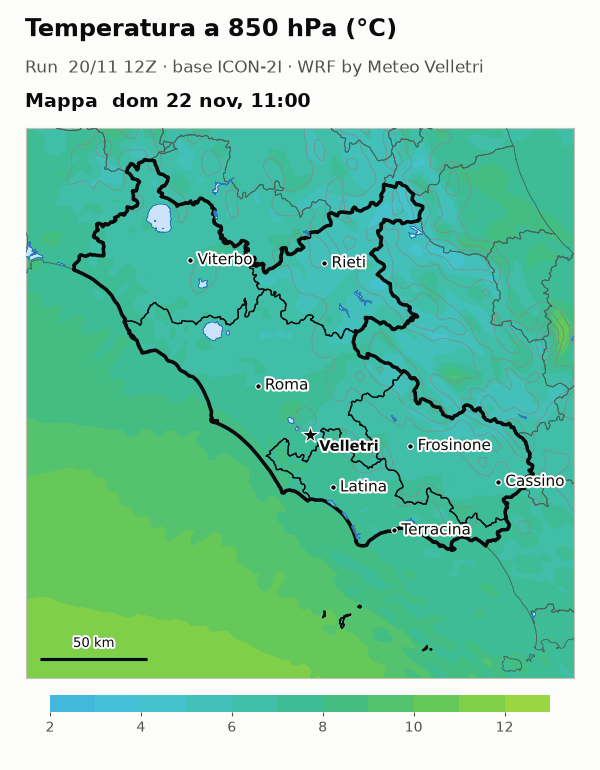 Temperatura a 850 hPa (°C)
Run  20/11 12Z · base ICON-2I · WRF by Meteo Velletri
Mappa  dom 22 nov, 11:00
Viterbo
Rieti
Roma
Velletri
Frosinone
Latina
Cassino
Terracina
50 km
2 4 6 8 10 12